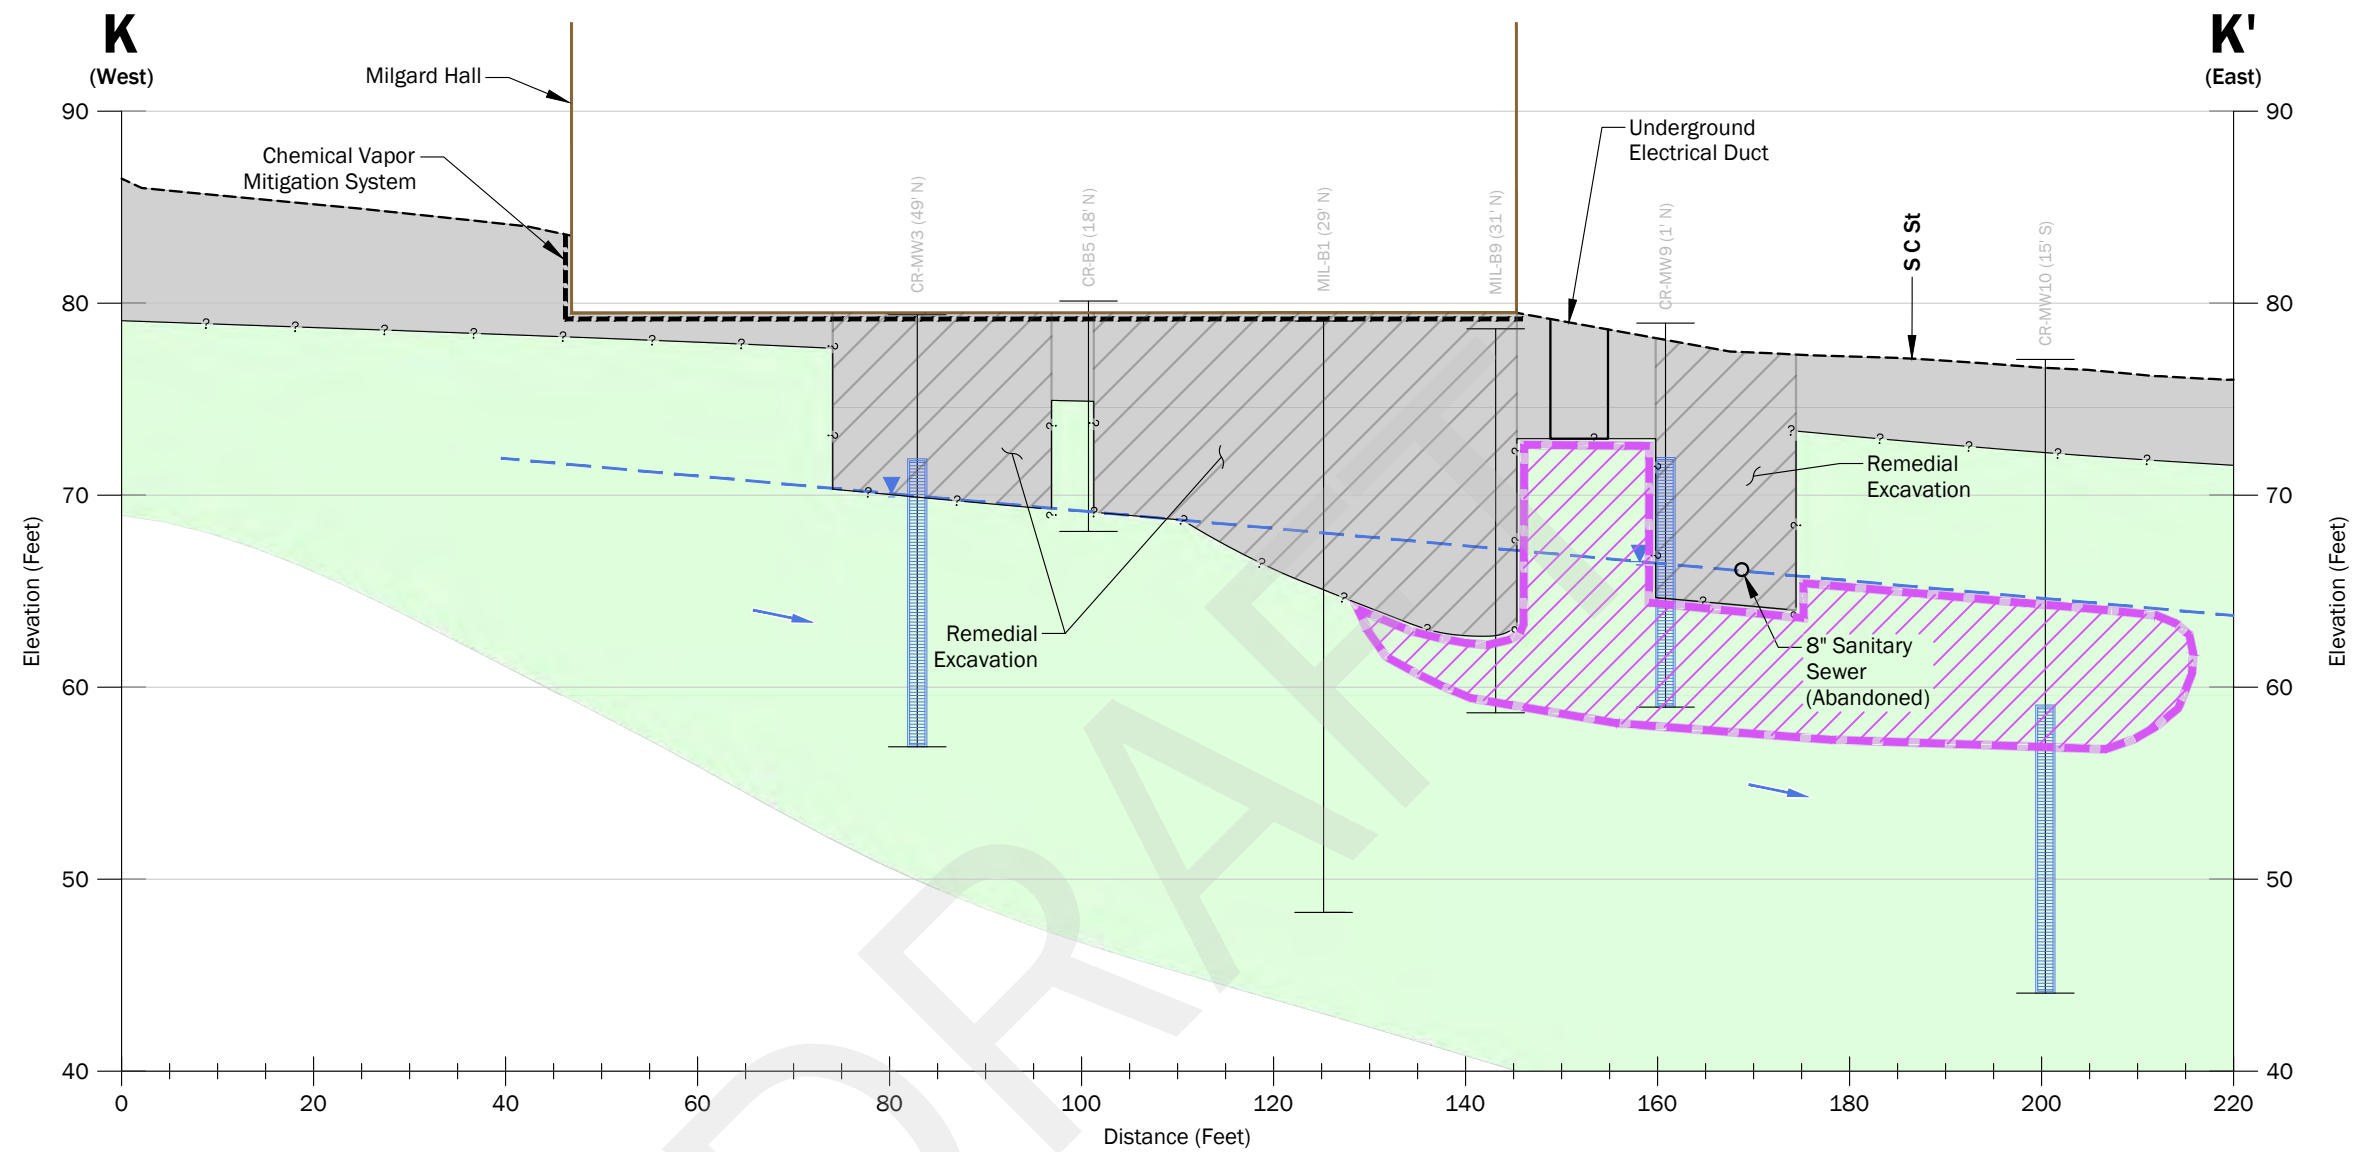 K
(West)
K'
(East)
Milgard Hall
Chemical Vapor
Mitigation System
Underground
Electrical Duct
CR-MW3 (49' N)
CR-B5 (18' N)
MIL-B1 (29' N)
MIL-B9 (31' N)
CR-MW9 (1' N)
S C St
CR-MW10 (15' S)
Remedial
Excavation
Remedial
Excavation
8" Sanitary
Sewer
(Abandoned)
90
80
70
60
50
40
Elevation (Feet)
90
80
70
60
50
40
Elevation (Feet)
0 20 40 60 80 100 120 140 160 180 200 220
Distance (Feet)
DRAFT